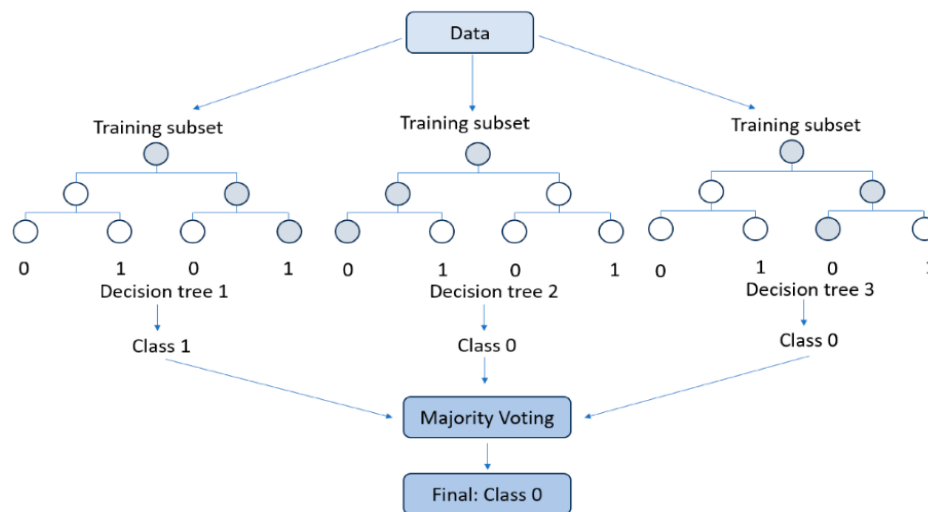 Data
Training subset
Training subset
Training subset
0 1 0 1
0 1 0 1
0 1 0 1
Decision tree 1
Decision tree 2
Decision tree 3
Class 1
Class 0
Class 0
Majority Voting
Final: Class 0